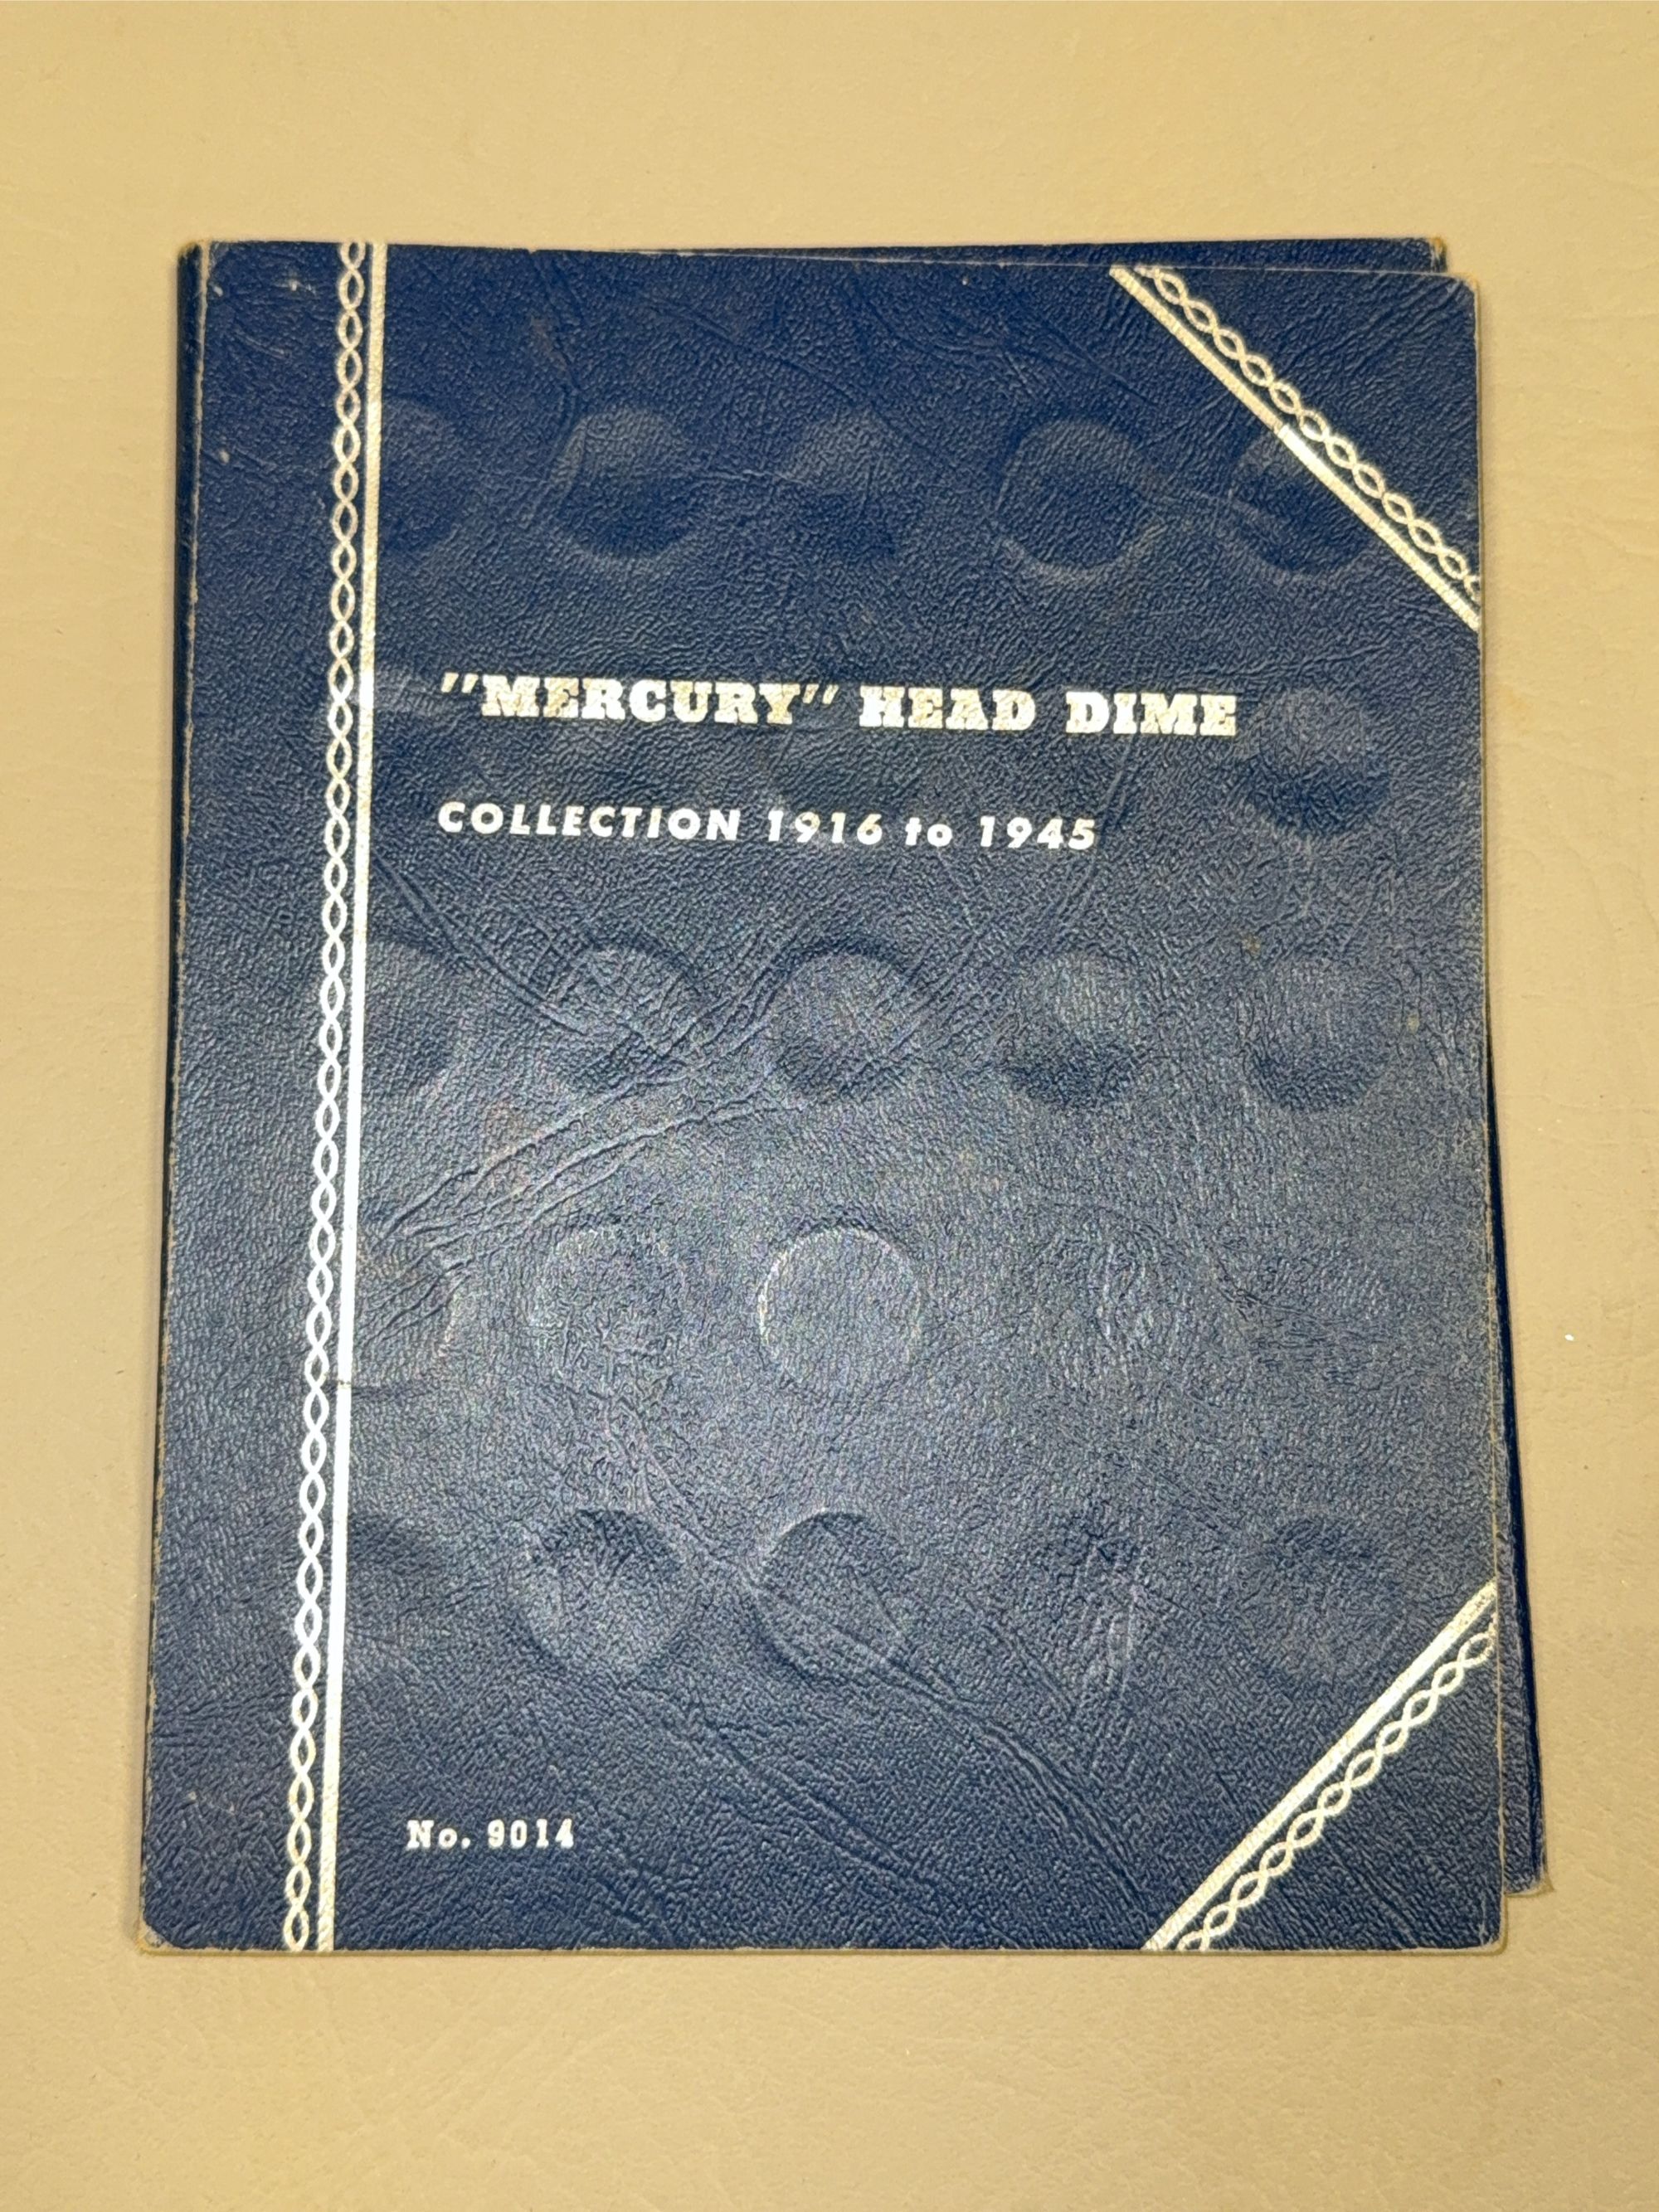 "MERCURY" HEAD DIME
COLLECTION 1916 to 1945
No. 9014